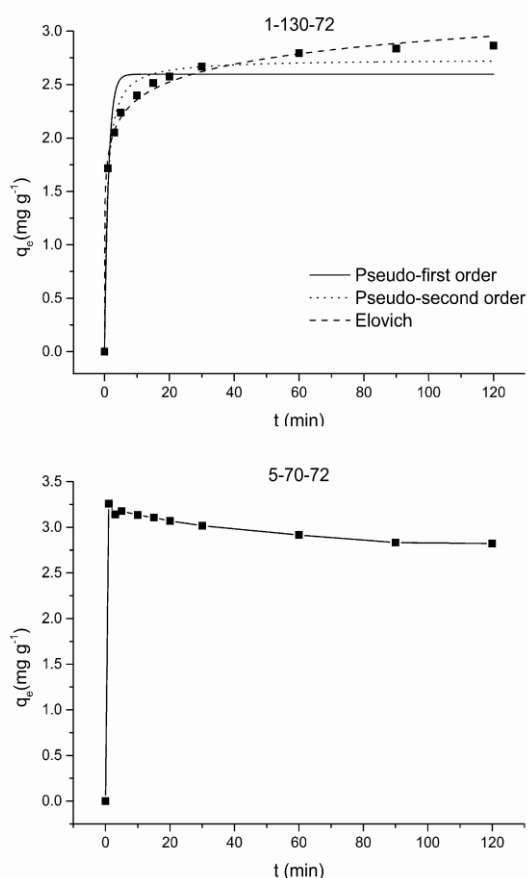 1-130-72
3.0
2.5
2.0
1.5
1.0
0.5
0.0
qe(mg g-1)
Pseudo-first order
Pseudo-second order
Elovich
0 20 40 60 80 100 120
t (min)
5-70-72
3.5
3.0
2.5
2.0
1.5
1.0
0.5
0.0
qe(mg g-1)
0 20 40 60 80 100 120
t (min)